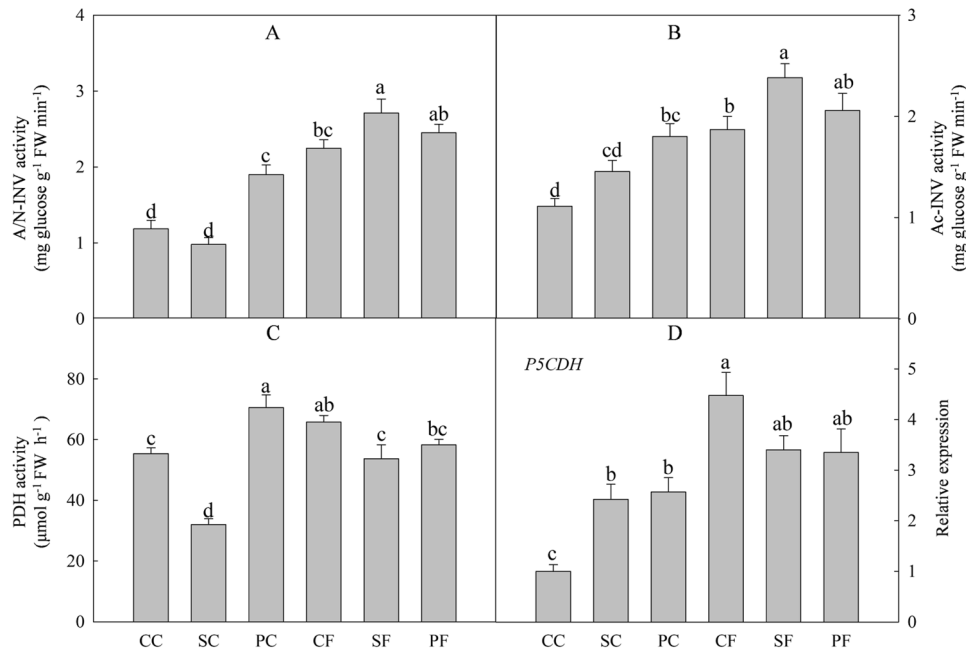 A
4
3
2
1
0
A/N-INV activity
(mg glucose g⁻¹ FW min⁻¹)
d
d
c
bc
a
ab
B
3
2
1
0
Ac-INV activity
(mg glucose g⁻¹ FW min⁻¹)
d
cd
bc
b
a
ab
C
80
60
40
20
0
PDH activity
(μmol g⁻¹ FW h⁻¹)
c
d
a
ab
c
bc
CC SC PC CF SF PF
D
P5CDH
5
4
3
2
1
0
Relative expression
c
b
b
a
ab
ab
CC SC PC CF SF PF